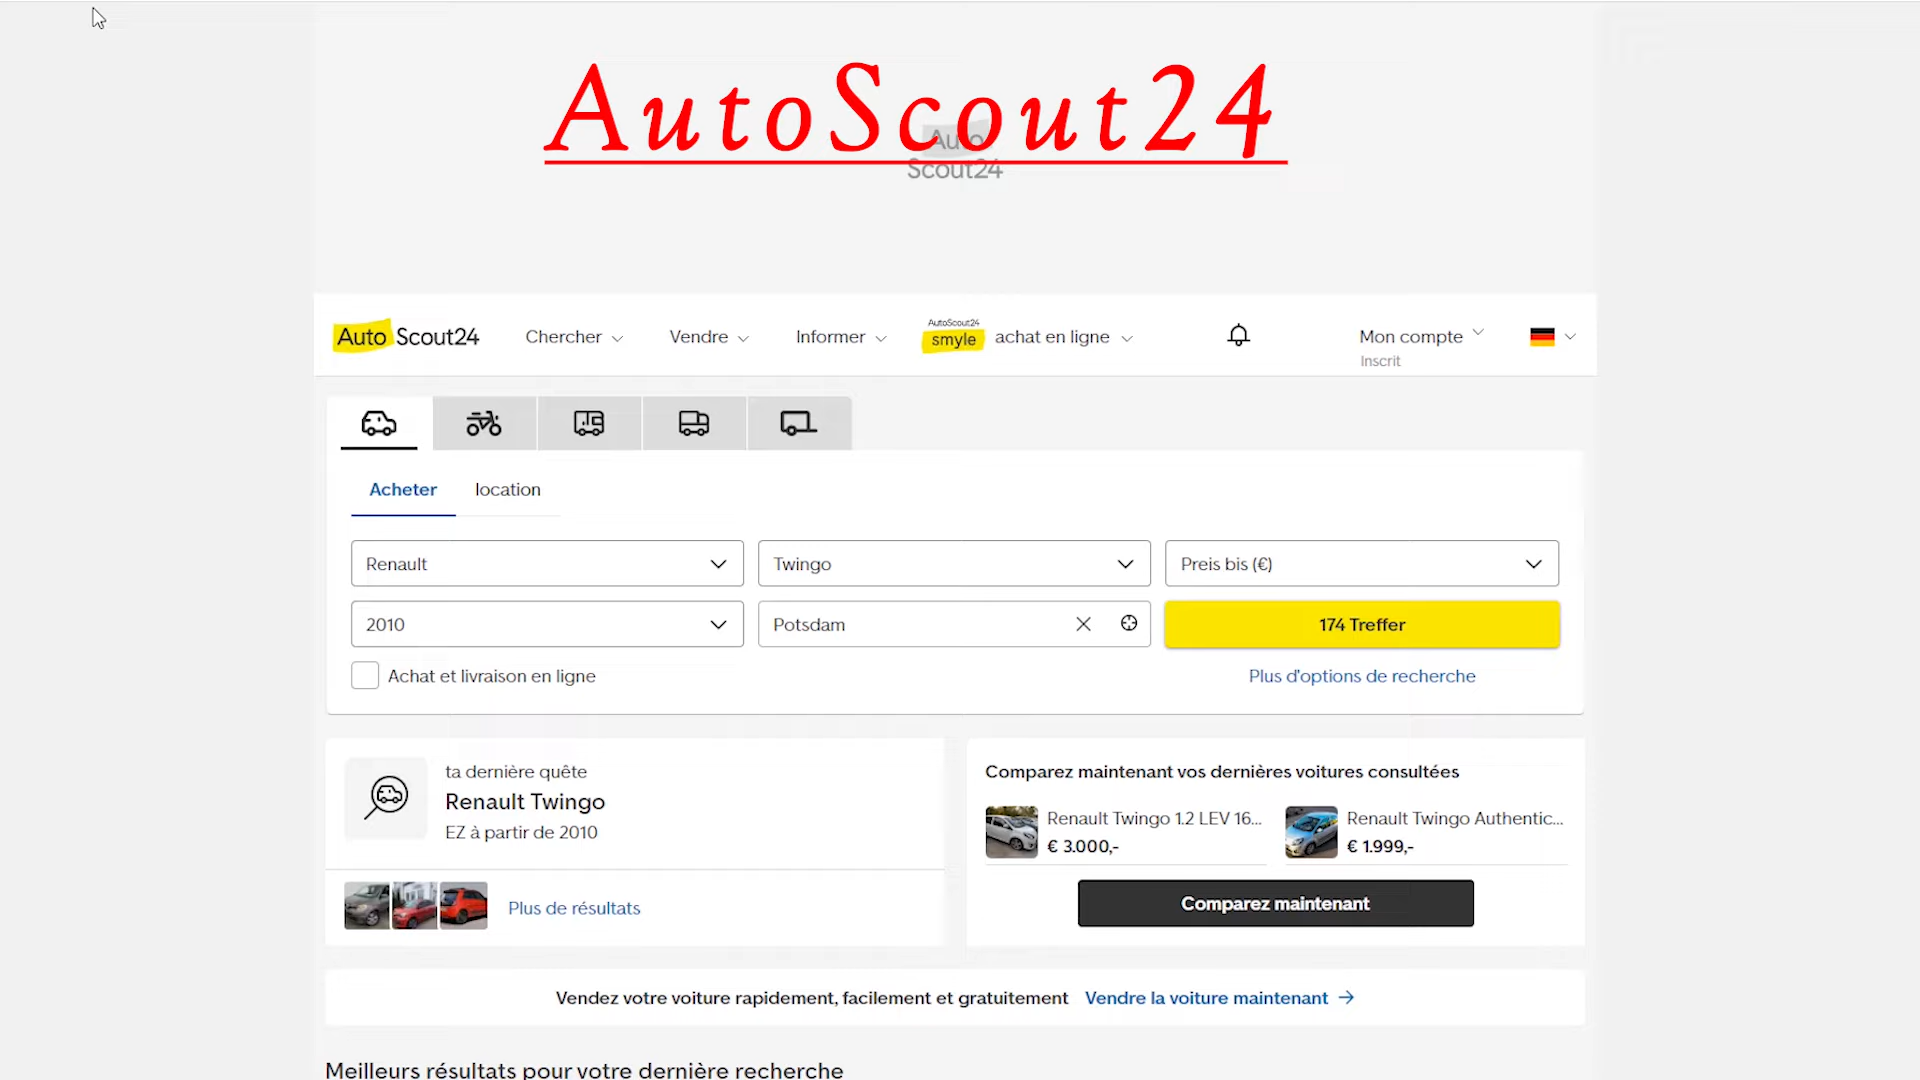 AutoScout24
Auto
Scout24
Auto Scout24
Chercher
Vendre
Informer
AutoScout24
smyle
achat en ligne
Mon compte
Inscrit
Acheter
location
Renault
Twingo
Preis bis (€)
2010
Potsdam
174 Treffer
Achat et livraison en ligne
Plus d'options de recherche
ta dernière quête
Renault Twingo
EZ à partir de 2010
Plus de résultats
Comparez maintenant vos dernières voitures consultées
Renault Twingo 1.2 LEV 16...
€ 3.000,-
Renault Twingo Authentic...
€ 1.999,-
Comparez maintenant
Vendez votre voiture rapidement, facilement et gratuitement
Vendre la voiture maintenant
Meilleurs résultats pour votre dernière recherche